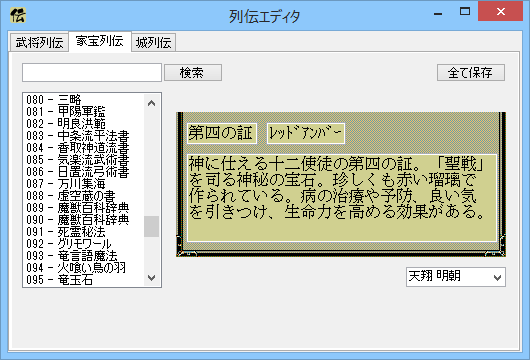 伝
列伝エディタ
武将列伝 家宝列伝 城列伝
検索 全て保存
080 - 三略
081 - 甲陽軍鑑
082 - 明良洪範
083 - 中条流平法書
084 - 香取神道流書
085 - 気楽流武術書
086 - 日置流弓術書
087 - 万川集海
088 - 虚空蔵の書
089 - 魔獣百科辞典
090 - 魔獣百科辞典
091 - 死霊秘法
092 - グリモワール
093 - 竜言語魔法
094 - 火喰い鳥の羽
095 - 竜玉石
第四の証 ﾚｯﾄﾞｱﾝﾊﾞｰ
神に仕える十二使徒の第四の証。「聖戦」
を司る神秘の宝石。珍しくも赤い瑠璃で
作られている。病の治療や予防、良い気
を引きつけ、生命力を高める効果がある。
天翔 明朝